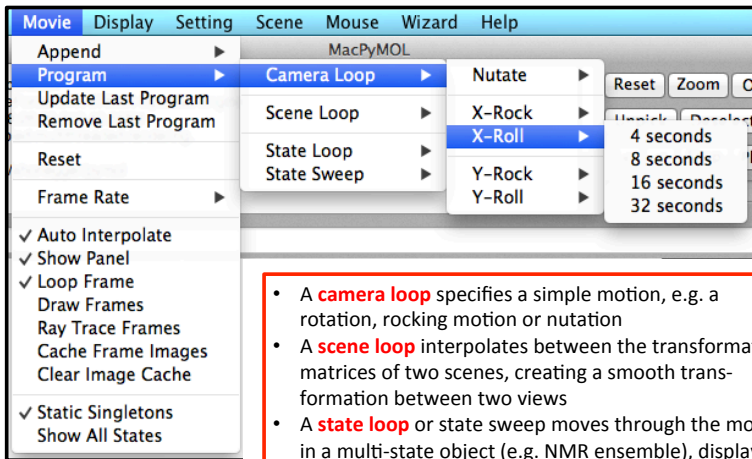 Movie Display Setting Scene Mouse Wizard Help
MacPyMOL
Append
Program
Update Last Program
Remove Last Program
Reset
Frame Rate
✓ Auto Interpolate
✓ Show Panel
✓ Loop Frame
Draw Frames
Ray Trace Frames
Cache Frame Images
Clear Image Cache
✓ Static Singletons
Show All States
Camera Loop
Scene Loop
State Loop
State Sweep
Nutate
X-Rock
X-Roll
Y-Rock
Y-Roll
Reset Zoom
4 seconds
8 seconds
16 seconds
32 seconds
• A camera loop specifies a simple motion, e.g. a
rotation, rocking motion or nutation
• A scene loop interpolates between the transformat
matrices of two scenes, creating a smooth trans-
formation between two views
• A state loop or state sweep moves through the mo
in a multi-state object (e.g. NMR ensemble), display